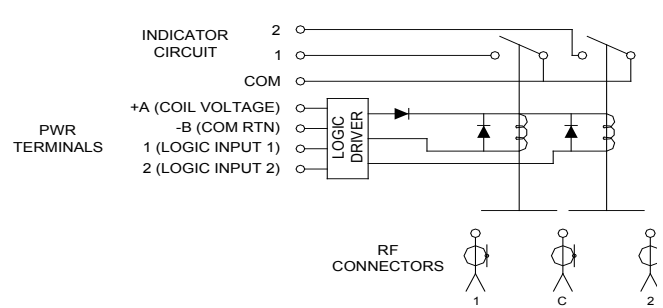 INDICATOR
CIRCUIT
2
1
COM
PWR
TERMINALS
+A (COIL VOLTAGE)
-B (COM RTN)
1 (LOGIC INPUT 1)
2 (LOGIC INPUT 2)
LOGIC
DRIVER
RF
CONNECTORS
1
C
2